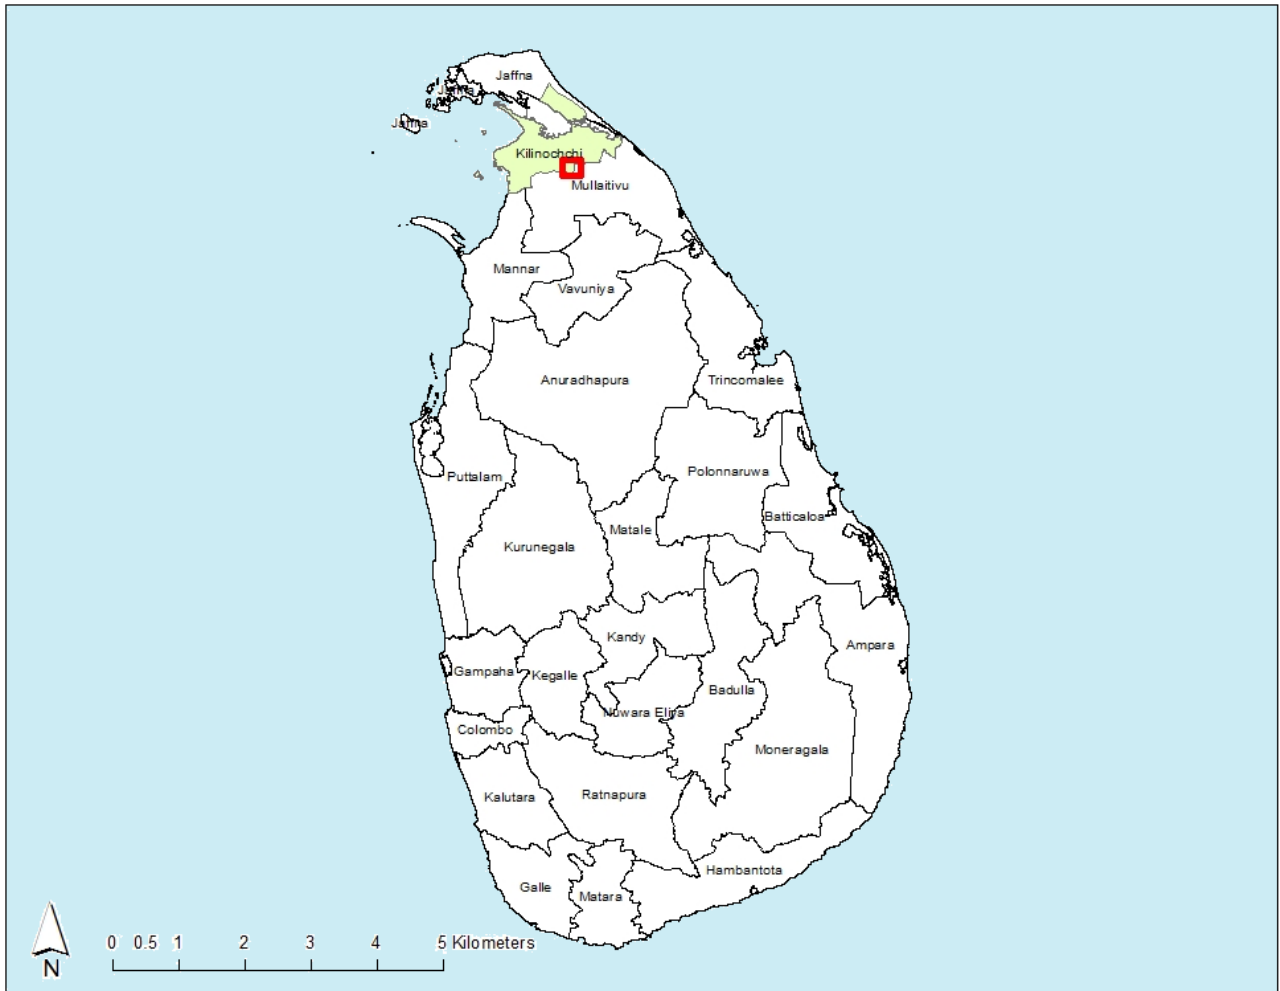 Jaffna
Jaffna
Jaffna
Kilinochchi
Mullaitivu
Mannar
Vavuniya
Anuradhapura
Trincomalee
Polonnaruwa
Puttalam
Batticaloa
Matale
Kurunegala
Kandy
Ampara
Gampaha
Kegalle
Badulla
Nuwara Eliya
Colombo
Moneragala
Kalutara
Ratnapura
Hambantota
Galle
Matara
0 0.5 1 2 3 4 5 Kilometers
N